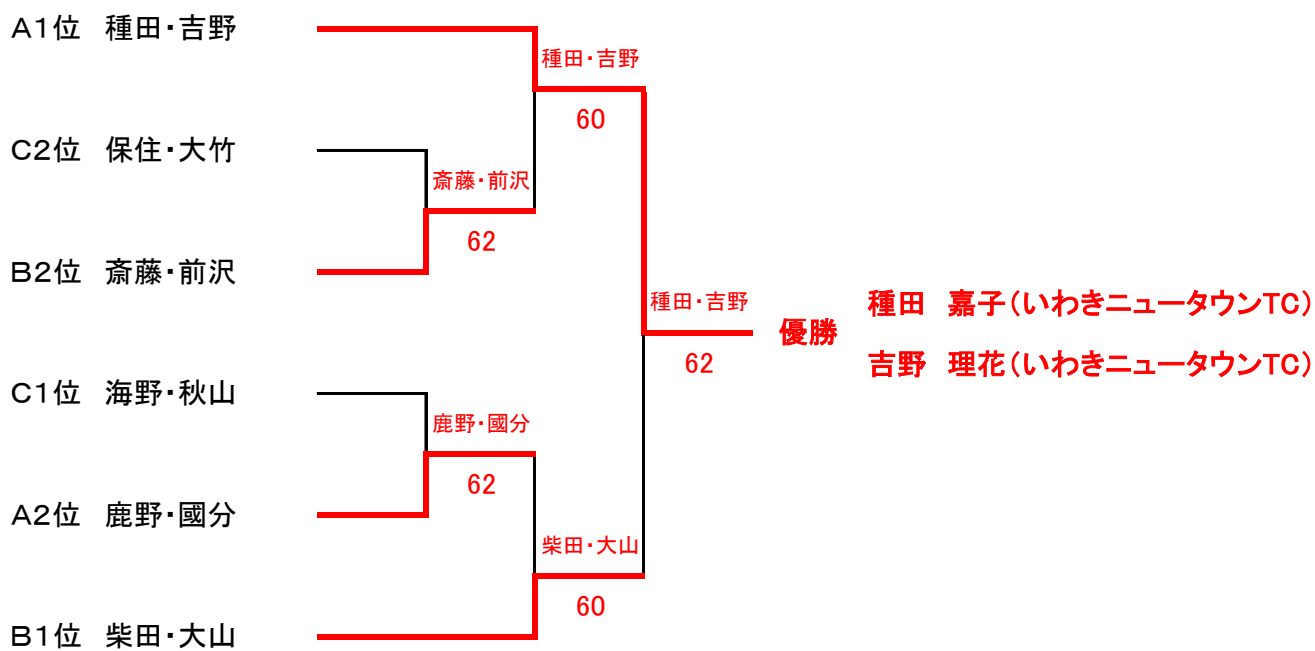 A1位 種田・吉野
種田・吉野
60
C2位 保住・大竹
斎藤・前沢
62
B2位 斎藤・前沢
種田・吉野
62
優勝
種田 嘉子(いわきニュータウンTC)
吉野 理花(いわきニュータウンTC)
C1位 海野・秋山
鹿野・國分
62
A2位 鹿野・國分
柴田・大山
60
B1位 柴田・大山